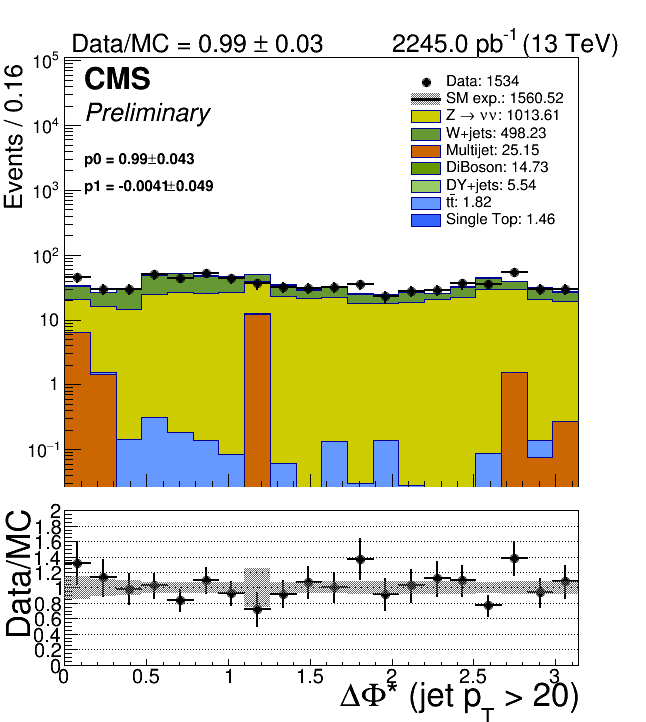 Data/MC = 0.99 ± 0.03 2245.0 pb⁻¹ (13 TeV)
CMS
Preliminary
p0 = 0.99±0.043
p1 = -0.0041±0.049
Data: 1534
SM exp.: 1560.52
Z → νν: 1013.61
W+jets: 498.23
Multijet: 25.15
DiBoson: 14.73
DY+jets: 5.54
tt̄: 1.82
Single Top: 1.46
Events / 0.16
10⁵
10⁴
10³
10²
10
1
10⁻¹
Data/MC
2
1.8
1.6
1.4
1.2
1
0.8
0.6
0.4
0.2
0
0 0.5 1 1.5 2 2.5 3
ΔΦ* (jet p_T > 20)